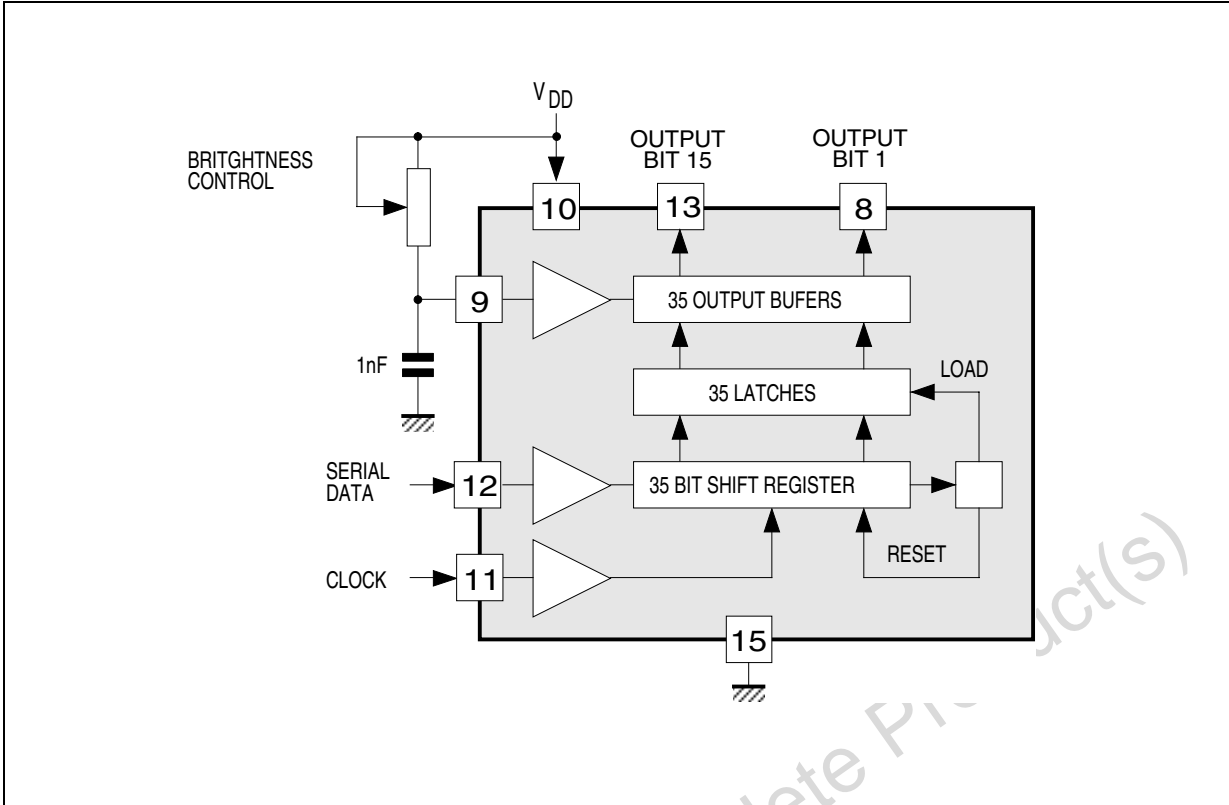 V DD
OUTPUT
BIT 15
OUTPUT
BIT 1
BRITGHTNESS
CONTROL
10
13
8
9
35 OUTPUT BUFERS
1nF
LOAD
35 LATCHES
SERIAL
DATA
12
35 BIT SHIFT REGISTER
RESET
CLOCK
11
15